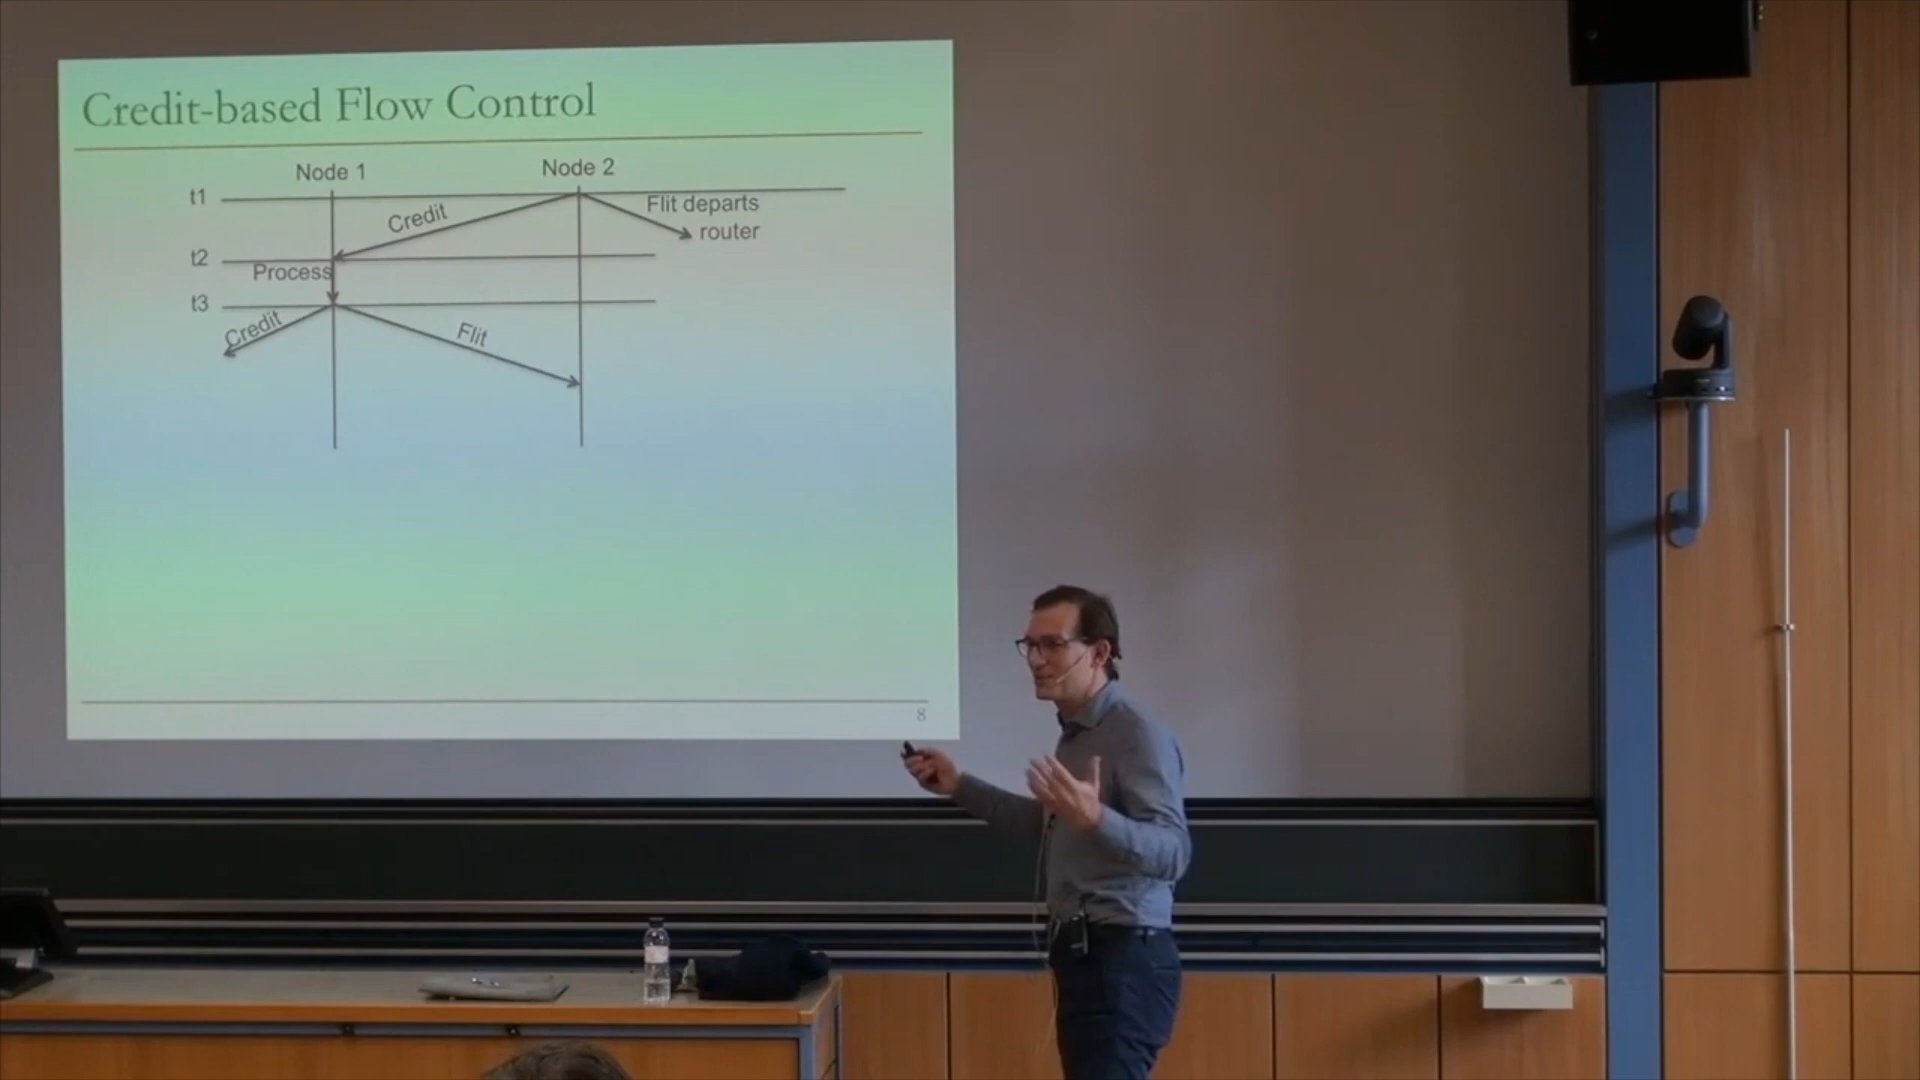 Credit-based Flow Control
Node 1
Node 2
t1
Flit departs
router
Credit
t2
Process
t3
Credit
Flit
8